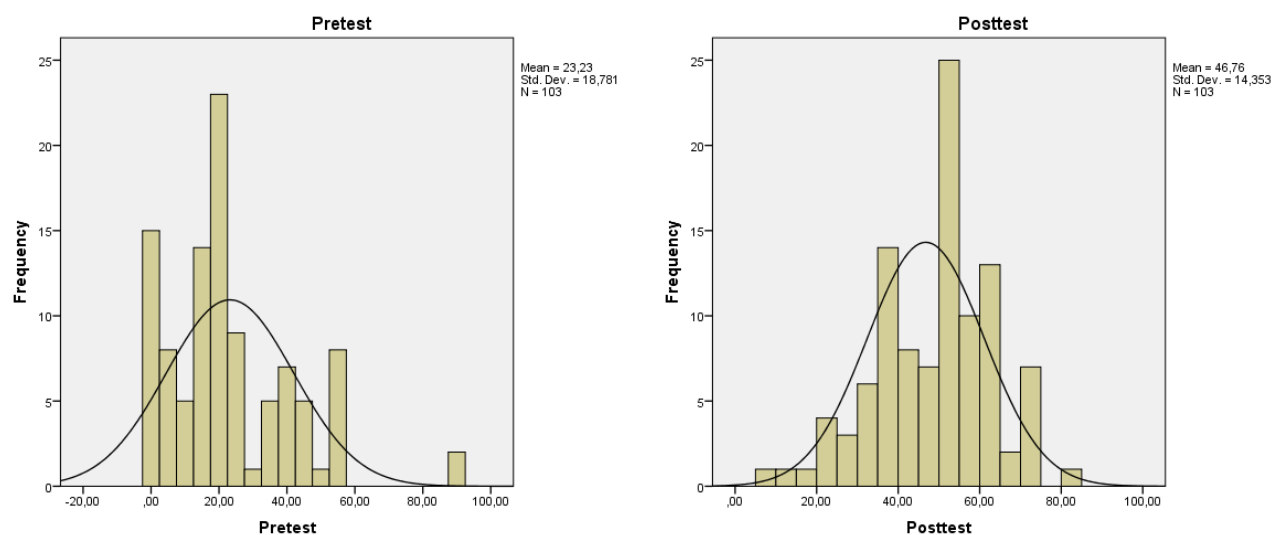 Pretest
Mean = 23,23
Std. Dev. = 18,781
N = 103
25
20
15
10
5
0
Frequency
-20,00 ,00 20,00 40,00 60,00 80,00 100,00
Pretest
Posttest
Mean = 46,76
Std. Dev. = 14,353
N = 103
25
20
15
10
5
0
Frequency
,00 20,00 40,00 60,00 80,00 100,00
Posttest